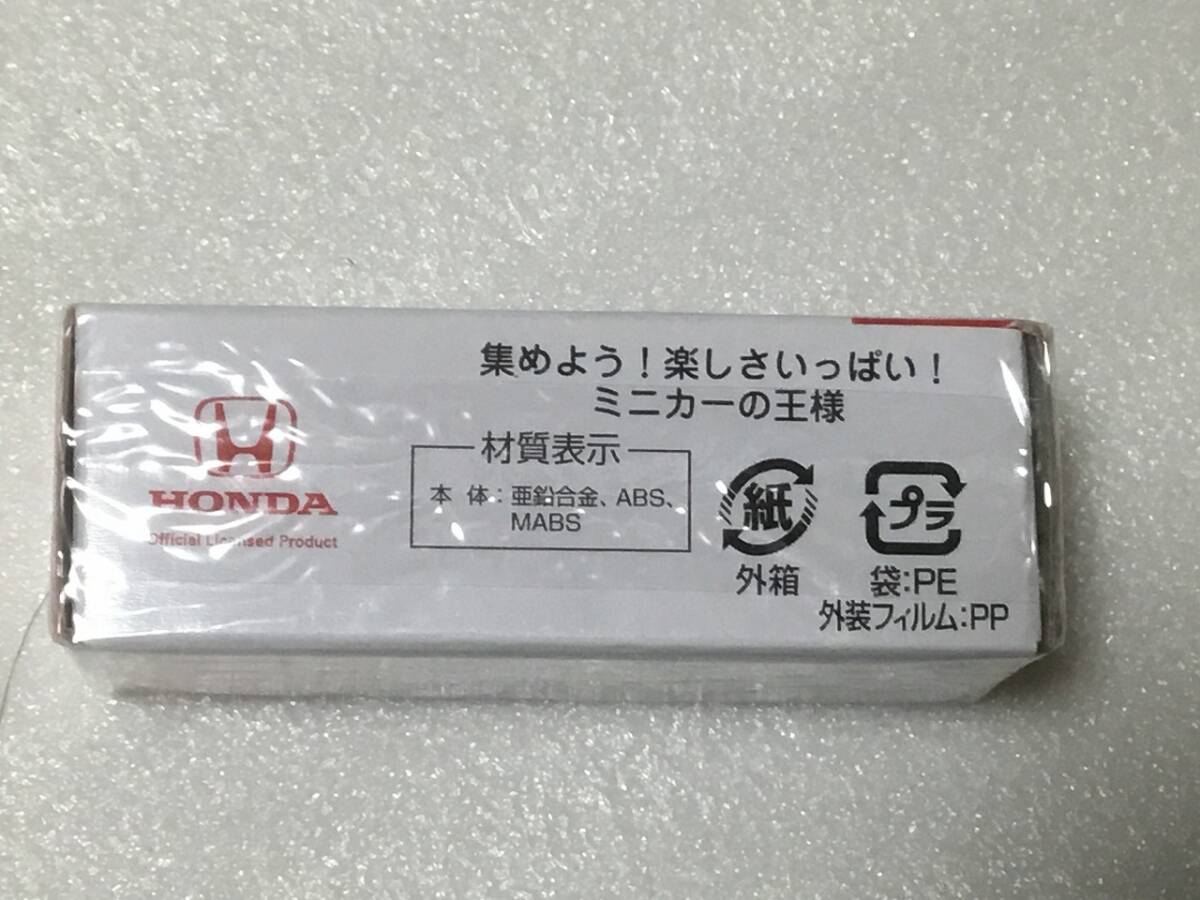 集めよう！楽しさいっぱい！
ミニカーの王様
HONDA
Official Licensed Product
材質表示
本 体：亜鉛合金、ABS、
MABS
紙
外箱
プラ
袋：PE
外装フィルム：PP